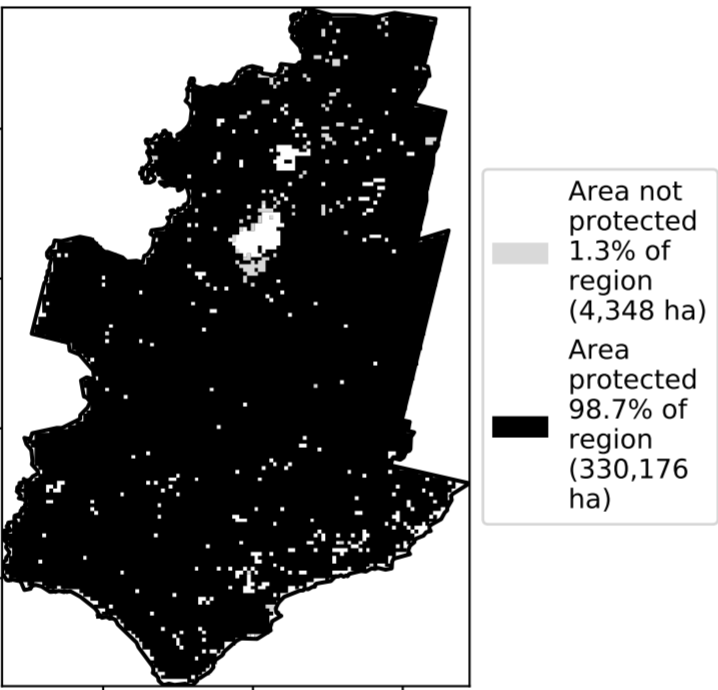 Area not
protected
1.3% of
region
(4,348 ha)
Area
protected
98.7% of
region
(330,176
ha)